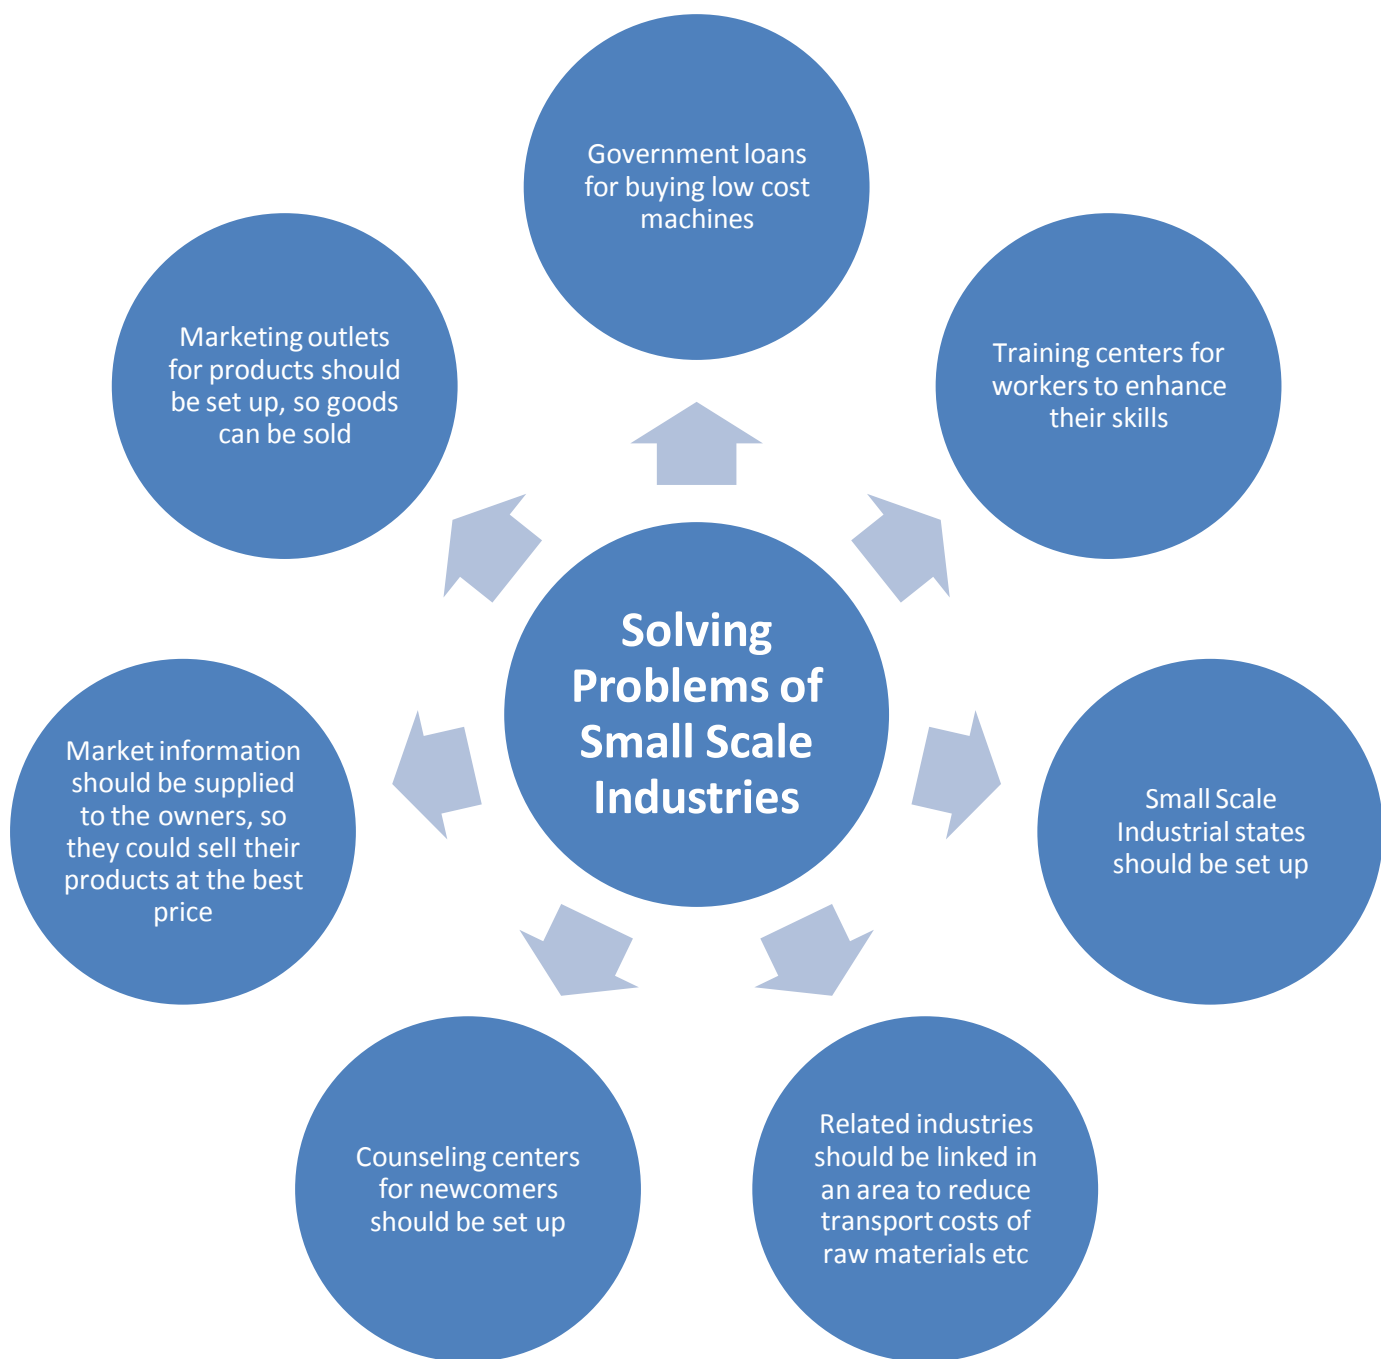 Government loans
for buying low cost
machines
Training centers for
workers to enhance
their skills
Small Scale
Industrial states
should be set up
Related industries
should be linked in
an area to reduce
transport costs of
raw materials etc
Counseling centers
for newcomers
should be set up
Market information
should be supplied
to the owners, so
they could sell their
products at the best
price
Marketing outlets
for products should
be set up, so goods
can be sold
Solving
Problems of
Small Scale
Industries